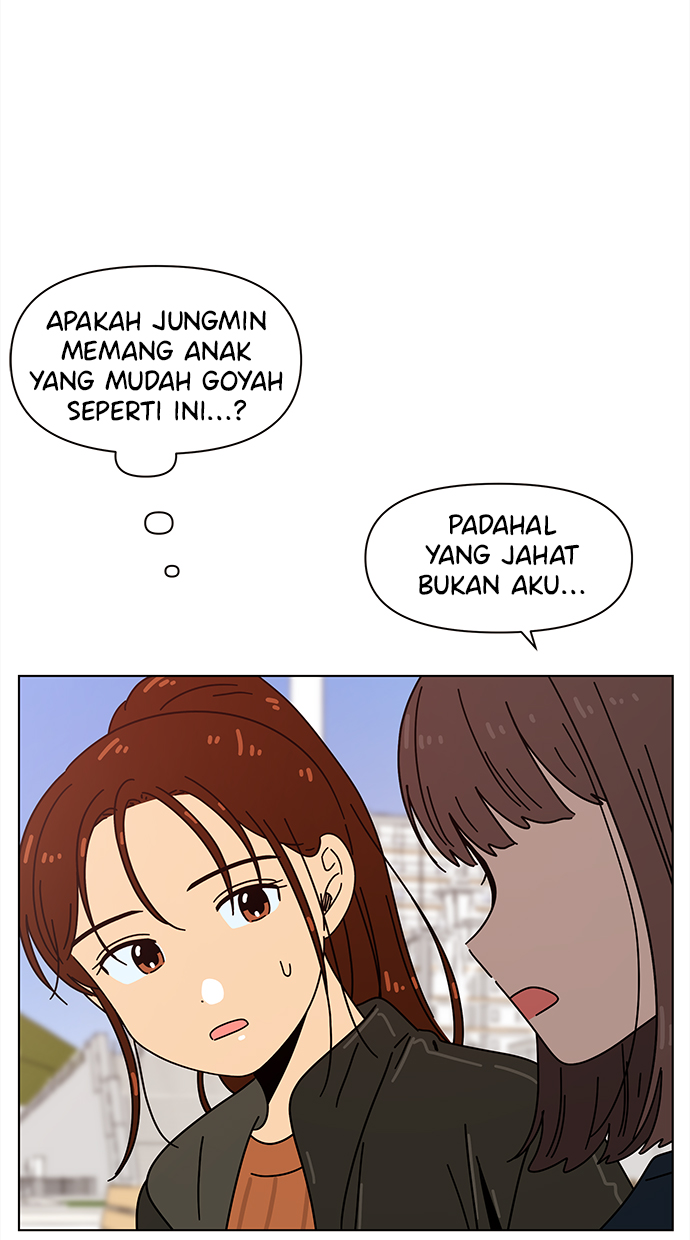 APAKAH JUNGMIN
MEMANG ANAK
YANG MUDAH GOYAH
SEPERTI INI...?
PADAHAL
YANG JAHAT
BUKAN AKU...